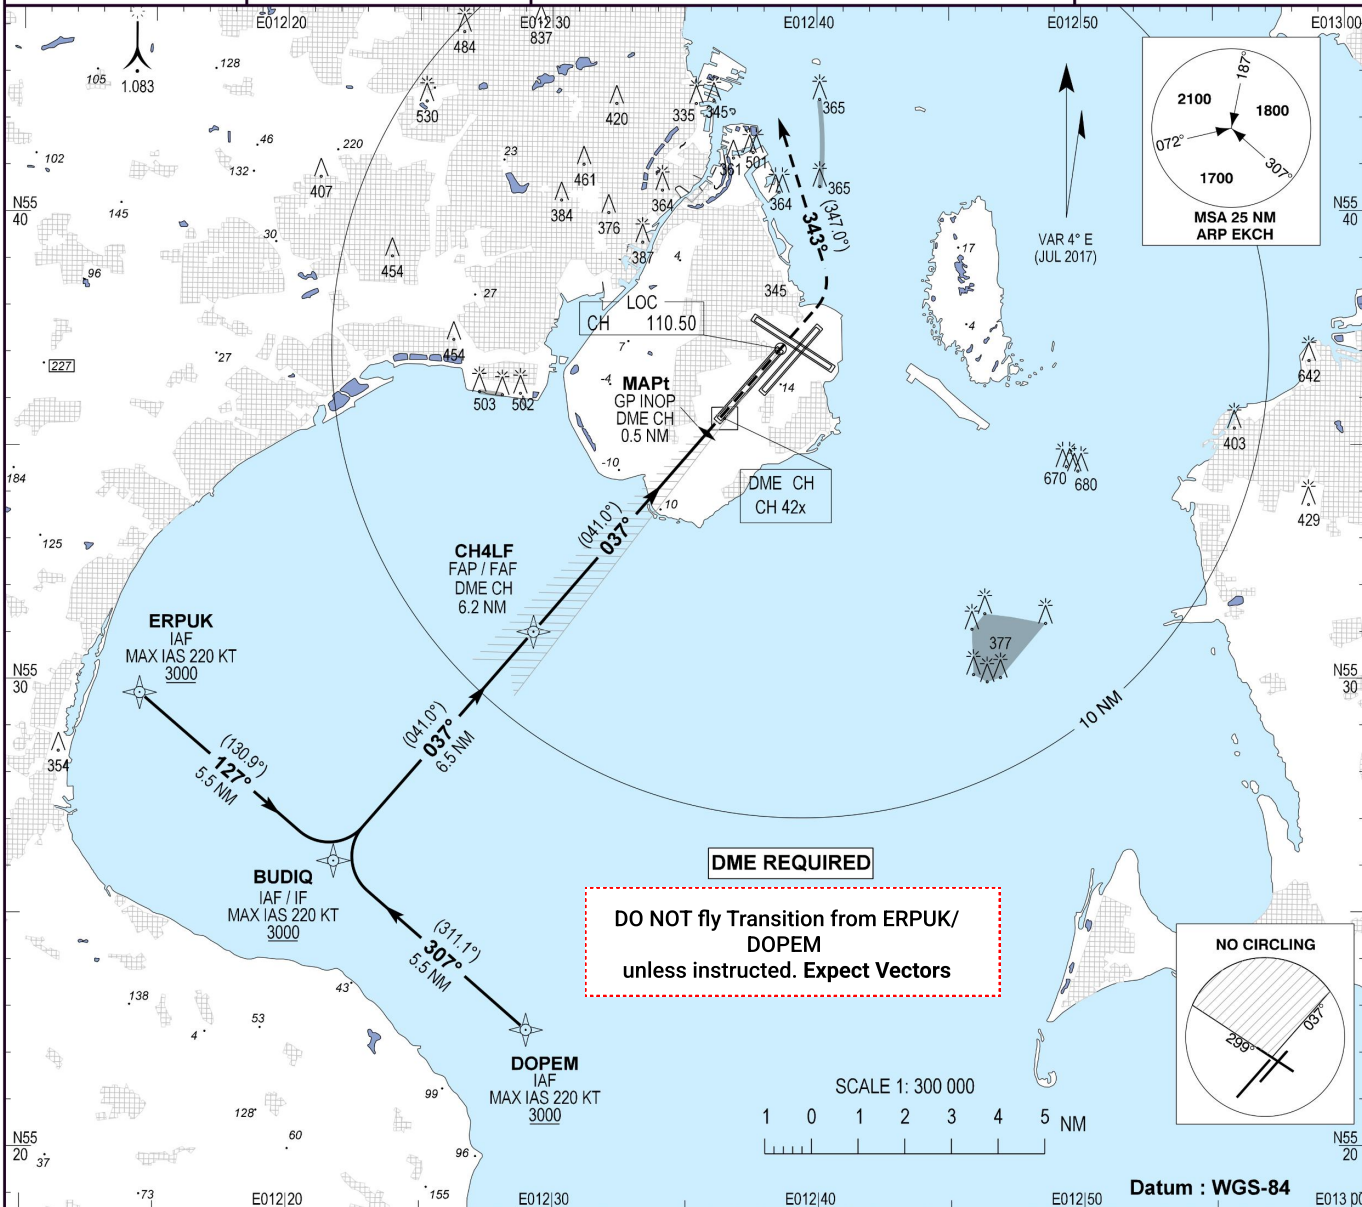 E012 20
E012 30
E012 40
E012 50
E013 00
484
837
1.083
105
128
530
420
335
345
365
187°
2100
1800
072°
307°
1700
MSA 25 NM
ARP EKCH
46
220
102
132
407
23
461
361
501
364
364
365
384
376
145
N55
40
N55
40
30
387
4
454
96
(347.0°)
343°
VAR 4° E
(JUL 2017)
17
27
345
LOC
CH 110.50
4
227
27
454
7
642
503
502
-4
MAPt
GP INOP
DME CH
0.5 NM
14
403
184
-10
670
680
DME CH
CH 42x
429
10
125
(041.0°)
037°
CH4LF
FAP / FAF
DME CH
6.2 NM
ERPUK
IAF
MAX IAS 220 KT
3000
377
N55
30
N55
30
10 NM
354
(130.9°)
127°
5.5 NM
(041.0°)
037°
6.5 NM
DME REQUIRED
BUDIQ
IAF / IF
MAX IAS 220 KT
3000
DO NOT fly Transition from ERPUK/
DOPEM
unless instructed. Expect Vectors
(311.1°)
307°
5.5 NM
NO CIRCLING
299°
037°
43
138
53
4
DOPEM
IAF
MAX IAS 220 KT
3000
99
128
60
96
SCALE 1: 300 000
1 0 1 2 3 4 5 NM
N55
20
N55
20
37
73
155
Datum : WGS-84
E012 20
E012 30
E012 40
E012 50
E013 00